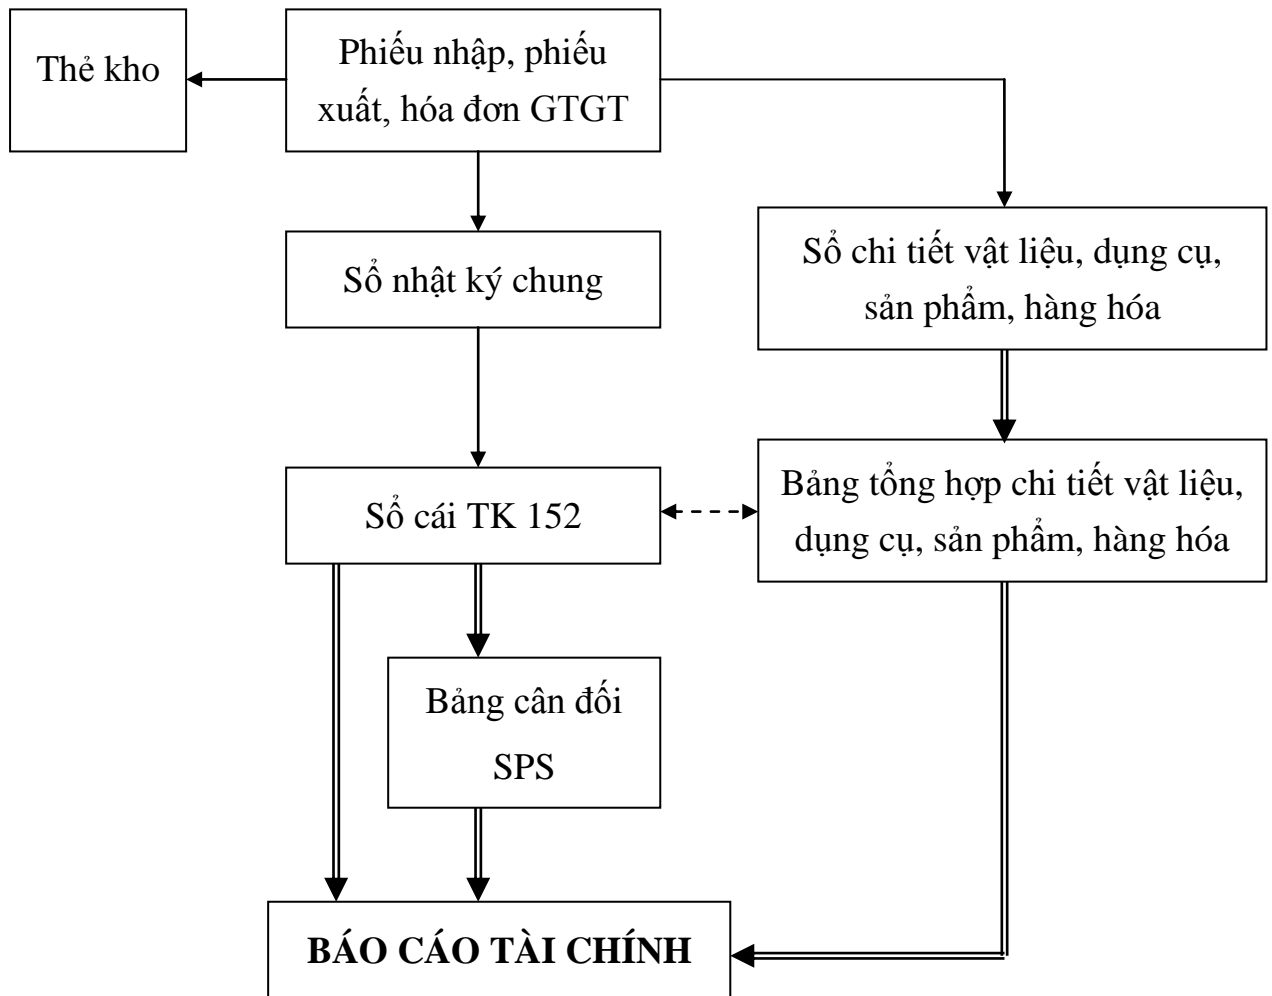 Thẻ kho
Phiếu nhập, phiếu
xuất, hóa đơn GTGT
Sổ nhật ký chung
Sổ chi tiết vật liệu, dụng cụ,
sản phẩm, hàng hóa
Sổ cái TK 152
Bảng tổng hợp chi tiết vật liệu,
dụng cụ, sản phẩm, hàng hóa
Bảng cân đối
SPS
BÁO CÁO TÀI CHÍNH